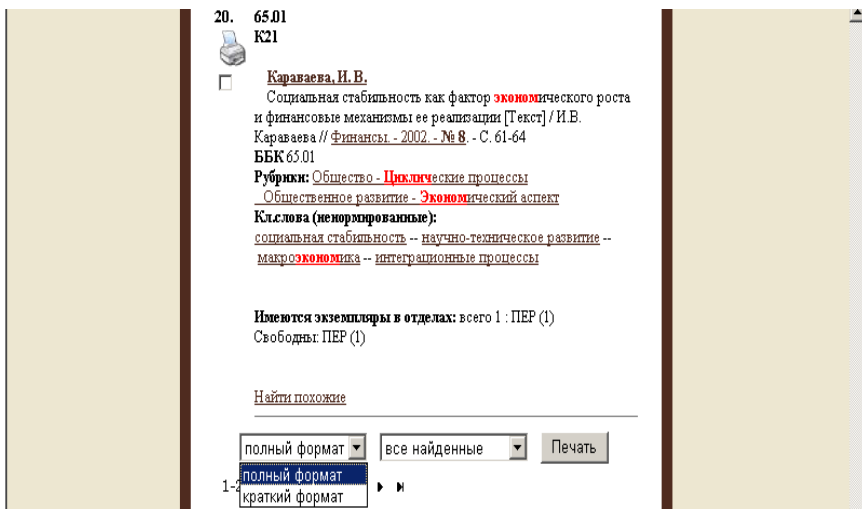 20. 65.01
К21
Караваева, И. В.
Социальная стабильность как фактор экономического роста
и финансовые механизмы ее реализации [Текст] / И.В.
Караваева // Финансы. - 2002. - № 8. - С. 61-64
ББК 65.01
Рубрики: Общество - Циклические процессы
Общественное развитие - Экономический аспект
Кл.слова (ненормированные):
социальная стабильность -- научно-техническое развитие --
макроэкономика -- интеграционные процессы
Имеются экземпляры в отделах: всего 1 : ПЕР (1)
Свободны: ПЕР (1)
Найти похожие
полный формат все найденные Печать
полный формат
краткий формат